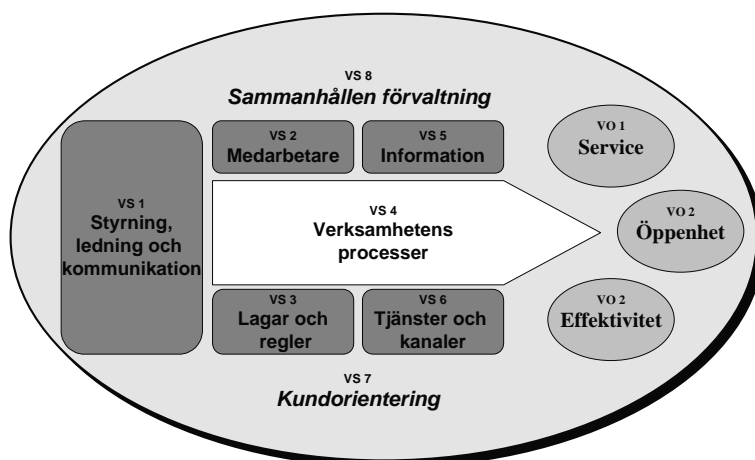 VS 8
Sammanhållen förvaltning
VS 1
Styrning,
ledning och
kommunikation
VS 2
Medarbetare
VS 5
Information
VS 4
Verksamhetens
processer
VS 3
Lagar och
regler
VS 6
Tjänster och
kanaler
VO 1
Service
VO 2
Öppenhet
VO 2
Effektivitet
VS 7
Kundorientering